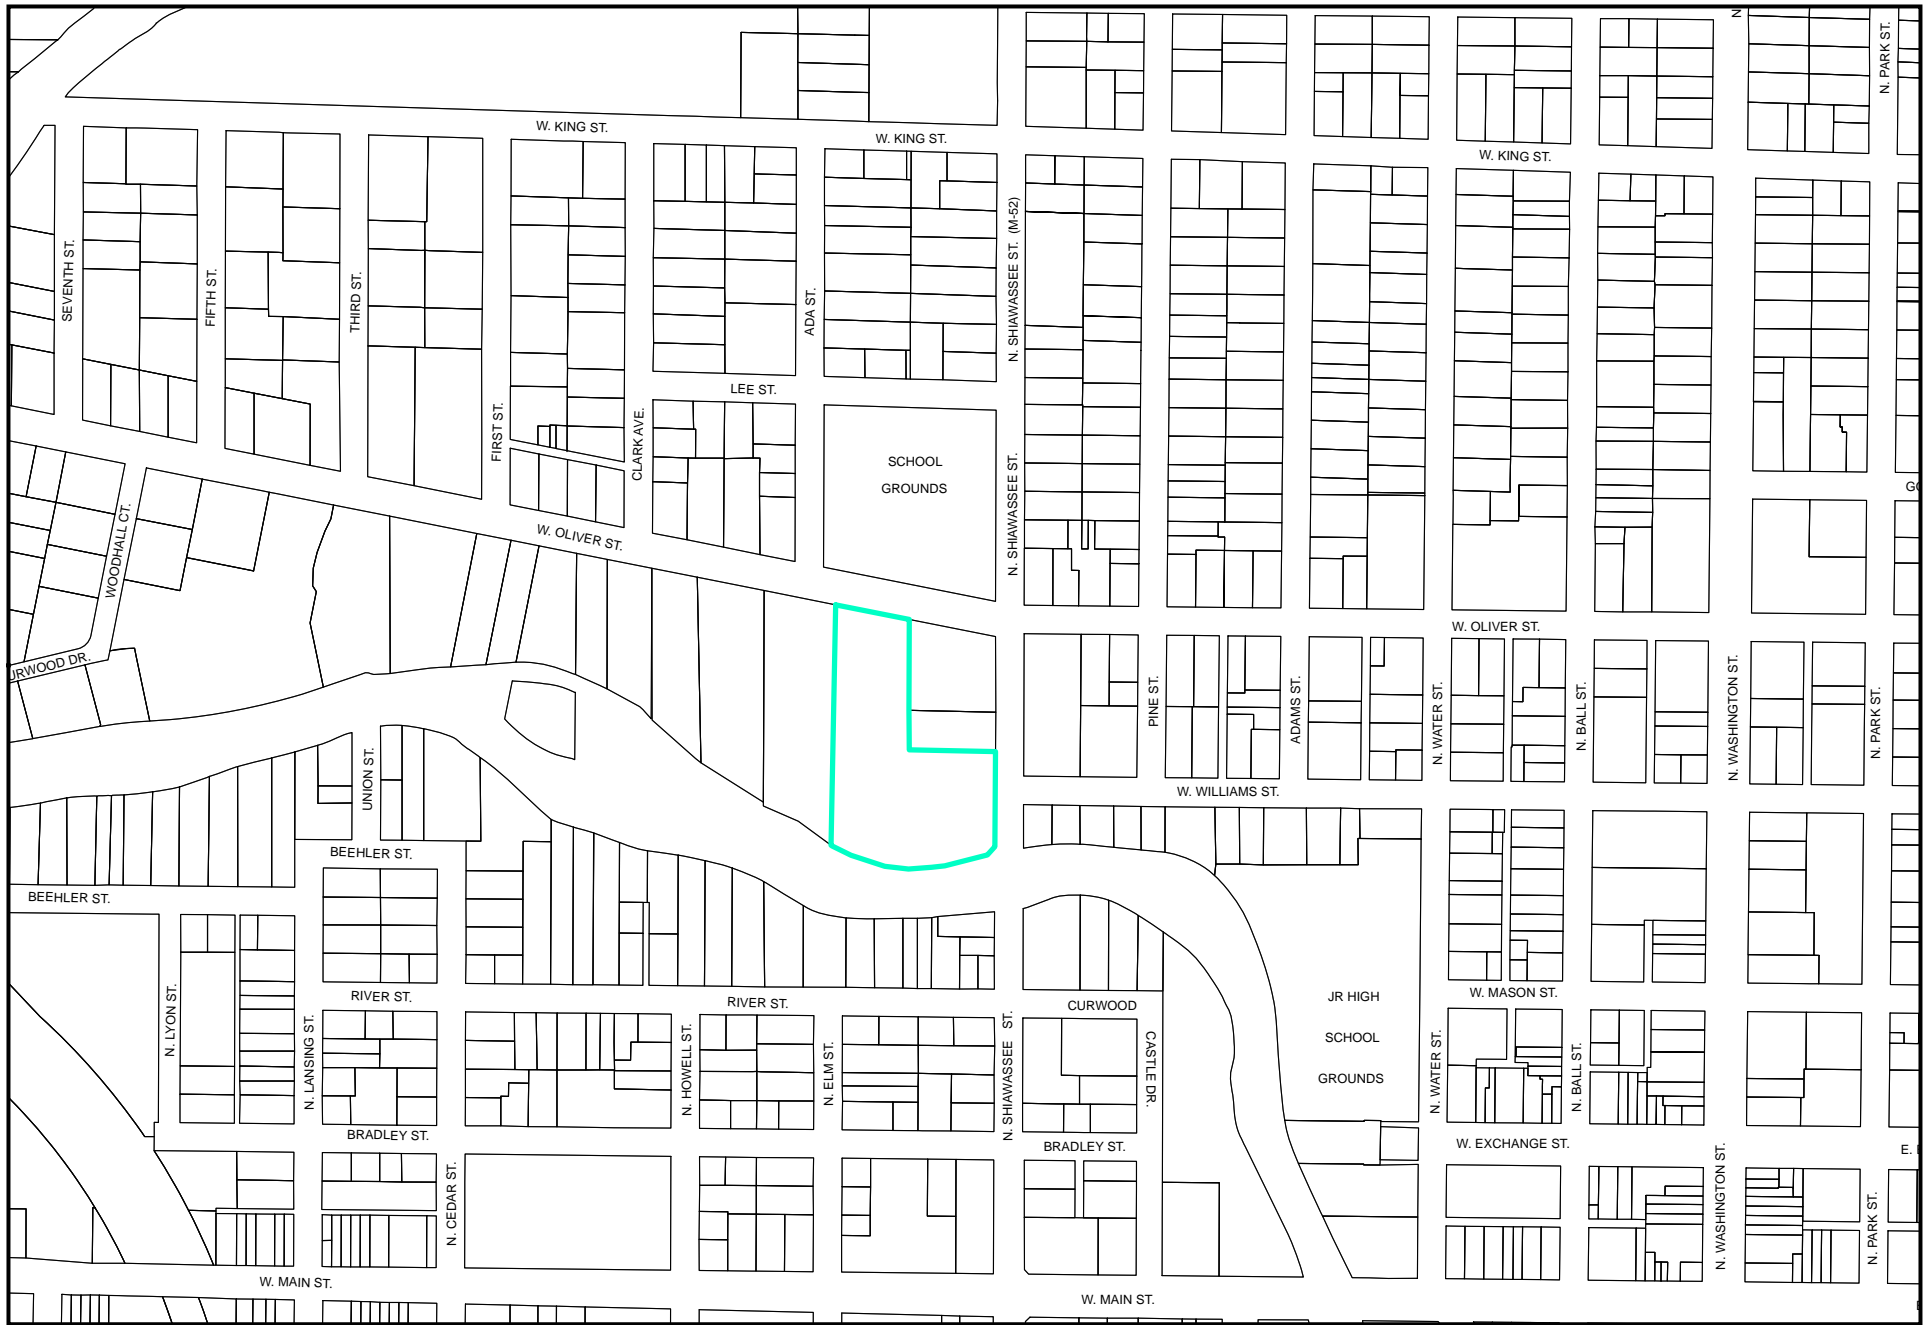 N
N. PARK ST.
W. KING ST.
W. KING ST.
W. KING ST.
SEVENTH ST.
FIFTH ST.
THIRD ST.
ADA ST.
N. SHIAWASSEE ST. (M-52)
LEE ST.
FIRST ST.
CLARK AVE.
SCHOOL
GROUNDS
N. SHIAWASSEE ST.
WOODHALL CT.
W. OLIVER ST.
W. OLIVER ST.
URWOOD DR.
PINE ST.
ADAMS ST.
N. WATER ST.
N. BALL ST.
N. WASHINGTON ST.
N. PARK ST.
UNION ST.
W. WILLIAMS ST.
BEEHLER ST.
BEEHLER ST.
RIVER ST.
RIVER ST.
CURWOOD
CASTLE DR.
JR HIGH
SCHOOL
GROUNDS
W. MASON ST.
N. LYON ST.
N. LANSING ST.
N. HOWELL ST.
N. ELM ST.
N. SHIAWASSEE ST.
N. WATER ST.
N. BALL ST.
BRADLEY ST.
BRADLEY ST.
W. EXCHANGE ST.
N. CEDAR ST.
N. WASHINGTON ST.
N. PARK ST.
W. MAIN ST.
W. MAIN ST.